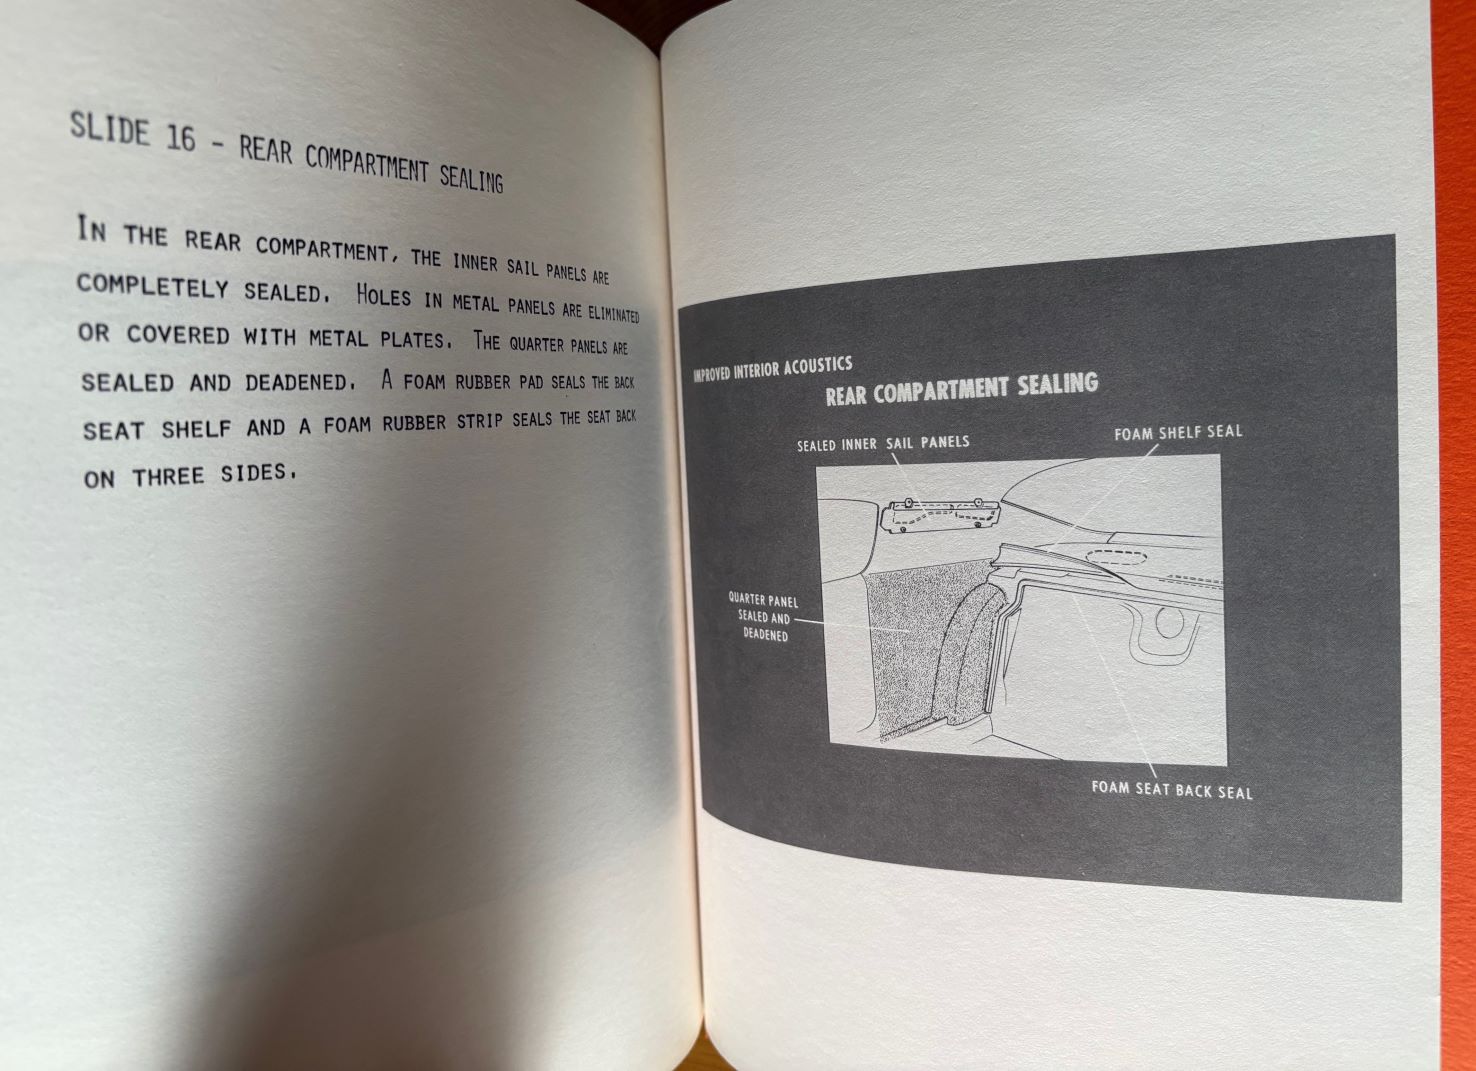 SLIDE 16 - REAR COMPARTMENT SEALING
IN THE REAR COMPARTMENT, THE INNER SAIL PANELS ARE
COMPLETELY SEALED. HOLES IN METAL PANELS ARE ELIMINATED
OR COVERED WITH METAL PLATES. THE QUARTER PANELS ARE
SEALED AND DEADENED. A FOAM RUBBER PAD SEALS THE BACK
SEAT SHELF AND A FOAM RUBBER STRIP SEALS THE SEAT BACK
ON THREE SIDES.
IMPROVED INTERIOR ACOUSTICS
REAR COMPARTMENT SEALING
SEALED INNER SAIL PANELS
FOAM SHELF SEAL
QUARTER PANEL
SEALED AND
DEADENED
FOAM SEAT BACK SEAL